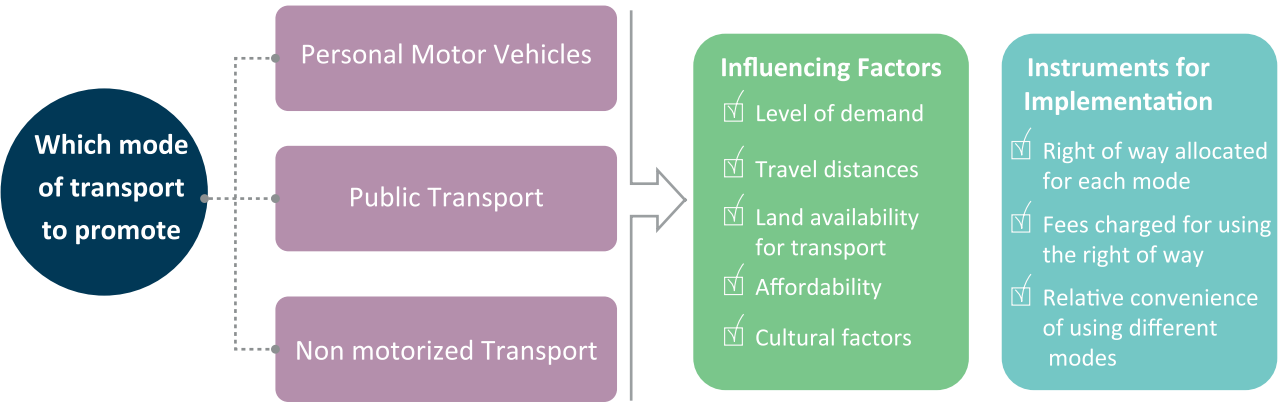 Which mode
of transport
to promote
Personal Motor Vehicles
Public Transport
Non motorized Transport
Influencing Factors
Level of demand
Travel distances
Land availability
for transport
Affordability
Cultural factors
Instruments for
Implementation
Right of way allocated
for each mode
Fees charged for using
the right of way
Relative convenience
of using different
modes